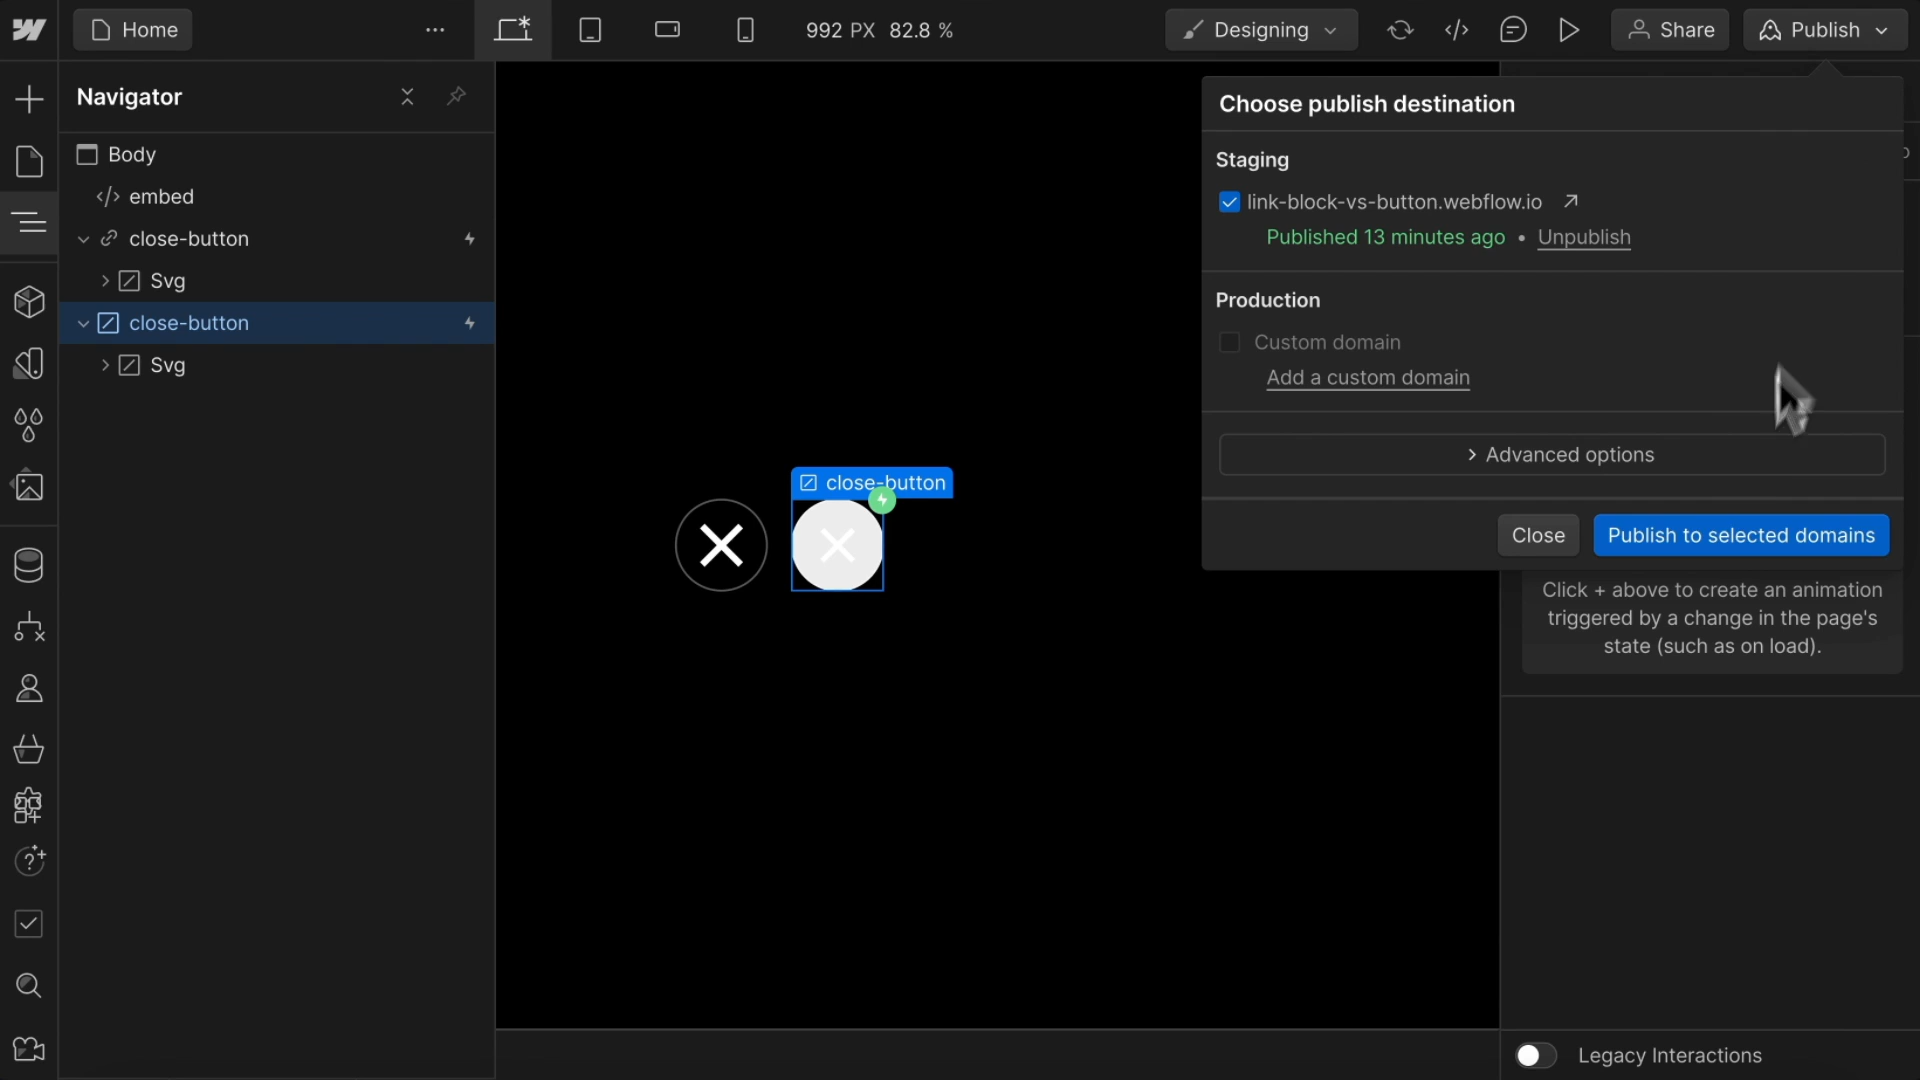 Home
992 PX 82.8 %
Designing
Share
Publish
Navigator
Body
embed
close-button
Svg
close-button
Svg
close-button
Choose publish destination
Staging
link-block-vs-button.webflow.io
Published 13 minutes ago • Unpublish
Production
Custom domain
Add a custom domain
Advanced options
Close
Publish to selected domains
Click + above to create an animation
triggered by a change in the page's
state (such as on load).
Legacy Interactions